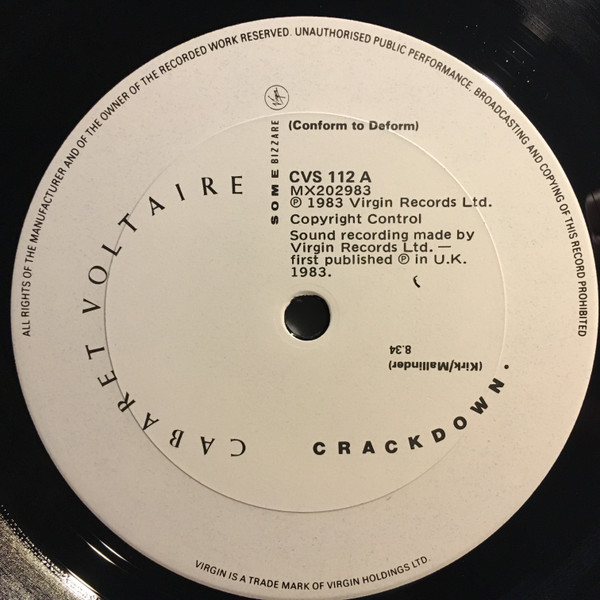 ALL RIGHTS OF THE MANUFACTURER AND OF THE OWNER OF THE RECORDED WORK RESERVED. UNAUTHORISED PUBLIC PERFORMANCE, BROADCASTING AND COPYING OF THIS RECORD PROHIBITED
Virgin
SOME BIZZARE
(Conform to Deform)
CVS 112 A
MX202983
℗ 1983 Virgin Records Ltd.
Copyright Control
Sound recording made by
Virgin Records Ltd. —
first published ℗ in U.K.
1983.
CABARET VOLTAIRE
(Kirk/Mallinder)
8.34
CRACKDOWN.
VIRGIN IS A TRADE MARK OF VIRGIN HOLDINGS LTD.